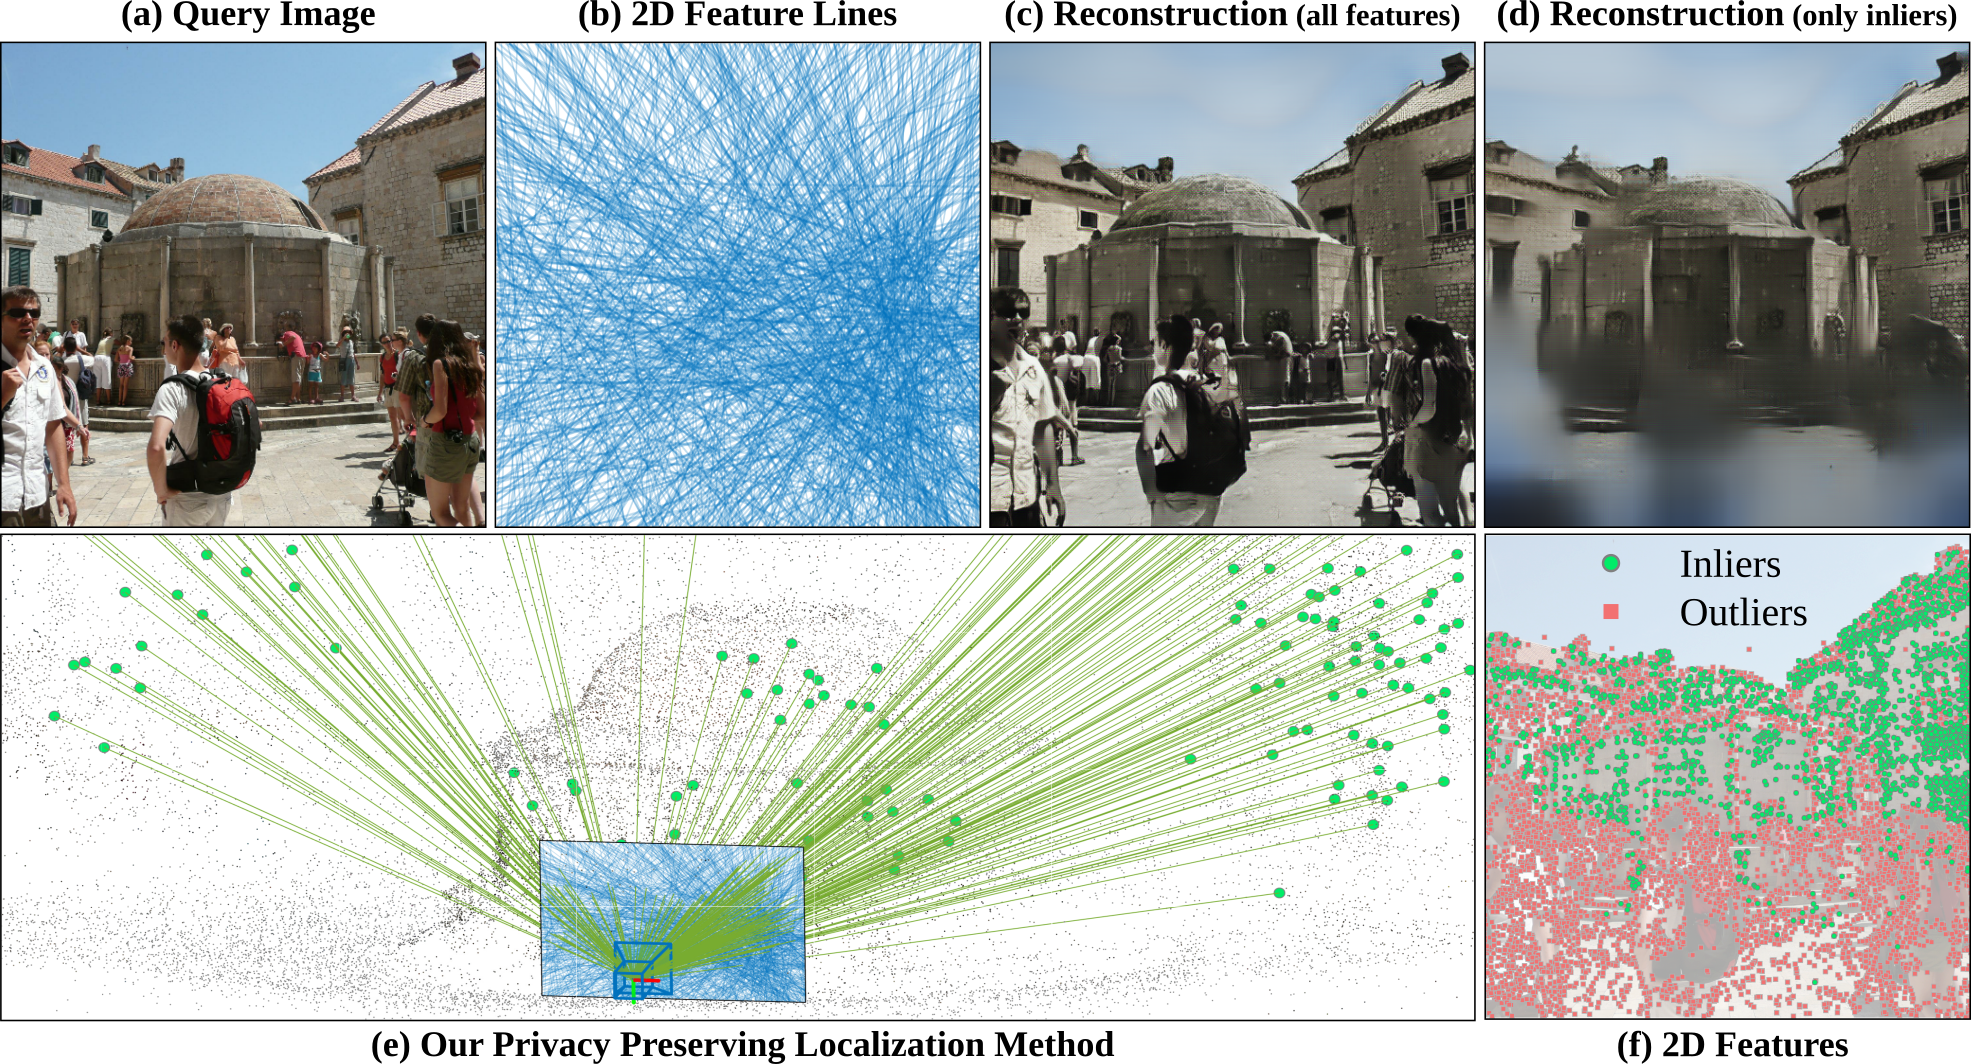 (a) Query Image
(b) 2D Feature Lines
(c) Reconstruction (all features)
(d) Reconstruction (only inliers)
Inliers
Outliers
(e) Our Privacy Preserving Localization Method
(f) 2D Features